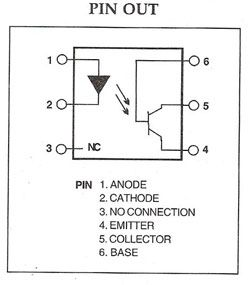 PIN OUT
1
2
3
NC
6
5
4
PIN 1. ANODE
2. CATHODE
3. NO CONNECTION
4. EMITTER
5. COLLECTOR
6. BASE